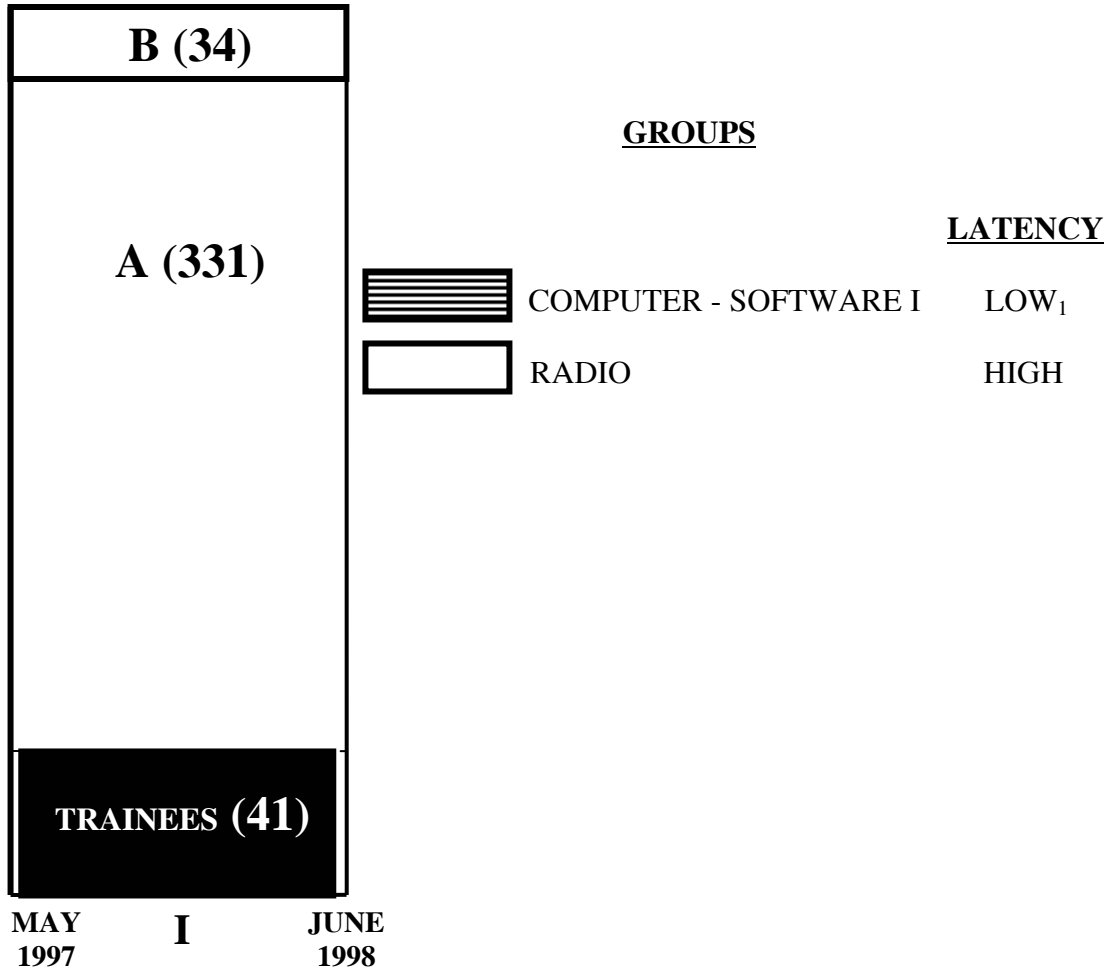 B (34)
GROUPS
LATENCY
A (331)
COMPUTER - SOFTWARE I LOW₁
RADIO HIGH
TRAINEES (41)
MAY I JUNE
1997 1998